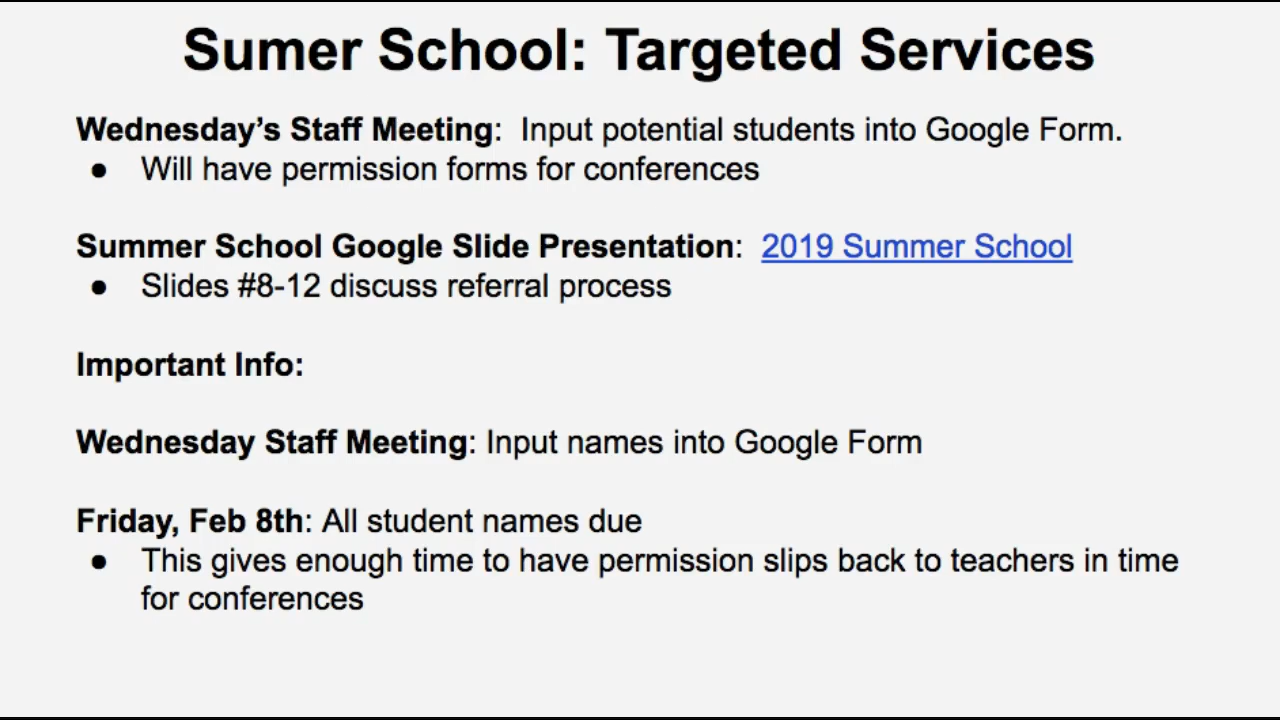 Sumer School: Targeted Services
Wednesday’s Staff Meeting:  Input potential students into Google Form.
● Will have permission forms for conferences
Summer School Google Slide Presentation:  2019 Summer School
● Slides #8-12 discuss referral process
Important Info:
Wednesday Staff Meeting: Input names into Google Form
Friday, Feb 8th: All student names due
● This gives enough time to have permission slips back to teachers in time
for conferences